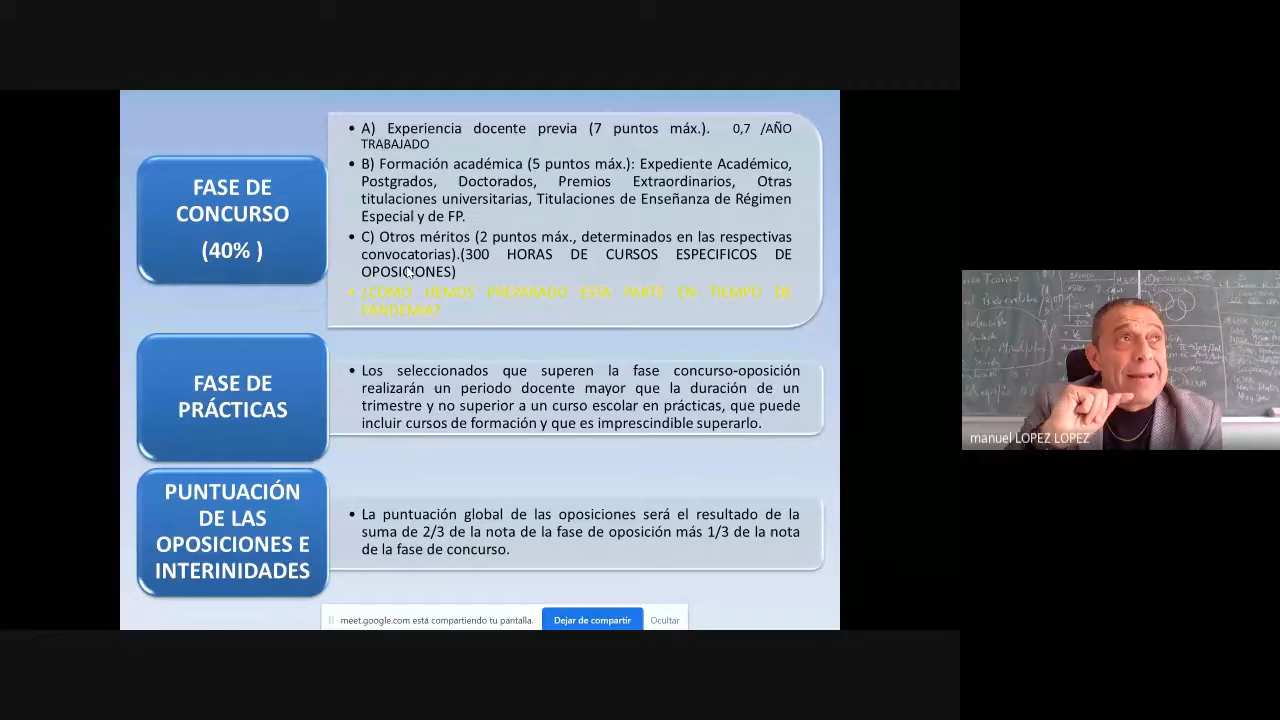 FASE DE
CONCURSO
(40% )
• A) Experiencia docente previa (7 puntos máx.). 0,7 /AÑO
TRABAJADO
• B) Formación académica (5 puntos máx.): Expediente Académico,
Postgrados, Doctorados, Premios Extraordinarios, Otras
titulaciones universitarias, Titulaciones de Enseñanza de Régimen
Especial y de FP.
• C) Otros méritos (2 puntos máx., determinados en las respectivas
convocatorias).(300 HORAS DE CURSOS ESPECIFICOS DE
OPOSICIONES)
• ¿COMO HEMOS PREPARADO ESTA PARTE EN TIEMPO DE
PANDEMIA?
FASE DE
PRÁCTICAS
• Los seleccionados que superen la fase concurso-oposición
realizarán un periodo docente mayor que la duración de un
trimestre y no superior a un curso escolar en prácticas, que puede
incluir cursos de formación y que es imprescindible superarlo.
PUNTUACIÓN
DE LAS
OPOSICIONES E
INTERINIDADES
• La puntuación global de las oposiciones será el resultado de la
suma de 2/3 de la nota de la fase de oposición más 1/3 de la nota
de la fase de concurso.
meet.google.com está compartiendo tu pantalla.
Dejar de compartir
Ocultar
manuel LOPEZ LOPEZ